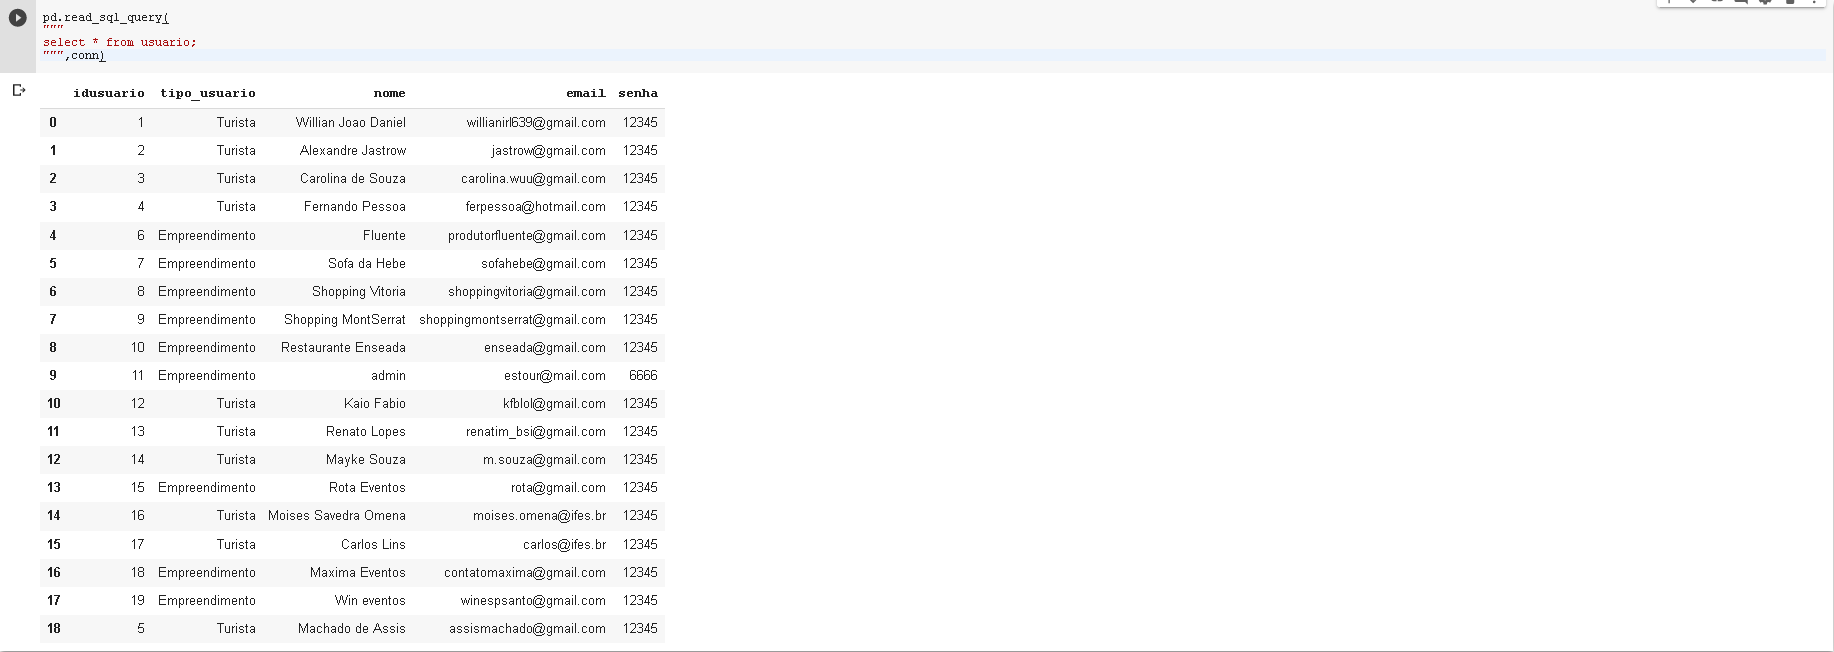 pd.read_sql_query(
"""
select * from usuario;
""",conn)
idusuario tipo_usuario nome email senha
0 1 Turista Willian Joao Daniel willianirl639@gmail.com 12345
1 2 Turista Alexandre Jastrow jastrow@gmail.com 12345
2 3 Turista Carolina de Souza carolina.wuu@gmail.com 12345
3 4 Turista Fernando Pessoa ferpessoa@hotmail.com 12345
4 6 Empreendimento Fluente produtorfluente@gmail.com 12345
5 7 Empreendimento Sofa da Hebe sofahebe@gmail.com 12345
6 8 Empreendimento Shopping Vitoria shoppingvitoria@gmail.com 12345
7 9 Empreendimento Shopping MontSerrat shoppingmontserrat@gmail.com 12345
8 10 Empreendimento Restaurante Enseada enseada@gmail.com 12345
9 11 Empreendimento admin estour@mail.com 6666
10 12 Turista Kaio Fabio kfblol@gmail.com 12345
11 13 Turista Renato Lopes renatim_bsi@gmail.com 12345
12 14 Turista Mayke Souza m.souza@gmail.com 12345
13 15 Empreendimento Rota Eventos rota@gmail.com 12345
14 16 Turista Moises Savedra Omena moises.omena@ifes.br 12345
15 17 Turista Carlos Lins carlos@ifes.br 12345
16 18 Empreendimento Maxima Eventos contatomaxima@gmail.com 12345
17 19 Empreendimento Win eventos winespsanto@gmail.com 12345
18 5 Turista Machado de Assis assismachado@gmail.com 12345